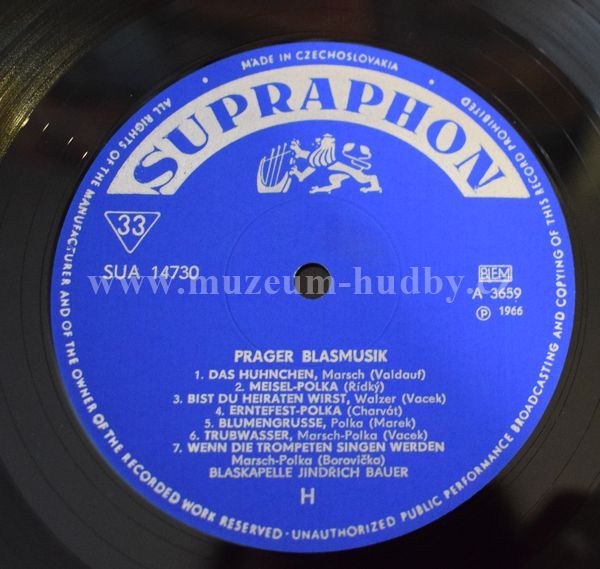 ALL RIGHTS OF THE MANUFACTURER AND OF THE OWNER OF THE RECORDED WORK RESERVED · UNAUTHORIZED PUBLIC PERFORMANCE BROADCASTING AND COPYING OF THIS RECORD PROHIBITED
· MADE IN CZECHOSLOVAKIA ·
SUPRAPHON
33
SUA 14730
BIEM
A 3659
Ⓟ 1966
www.muzeum-hudby.cz
PRAGER BLASMUSIK
1. DAS HUHNCHEN, Marsch (Valdauf)
2. MEISEL-POLKA (Řídký)
3. BIST DU HEIRATEN WIRST, Walzer (Vacek)
4. ERNTEFEST-POLKA (Charvát)
5. BLUMENGRUSSE, Polka (Marek)
6. TRUBWASSER, Marsch-Polka (Vacek)
7. WENN DIE TROMPETEN SINGEN WERDEN
Marsch-Polka (Borovička)
BLASKAPELLE JINDRICH BAUER
H